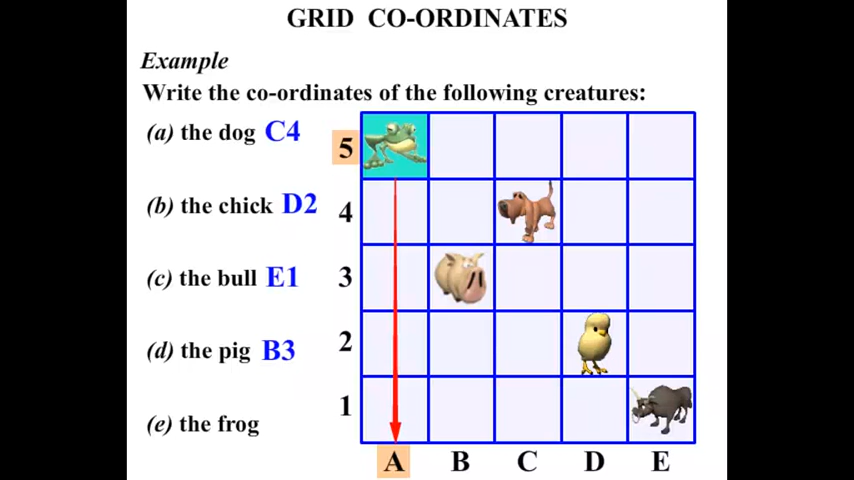 GRID CO-ORDINATES
Example
Write the co-ordinates of the following creatures:
(a) the dog C4
(b) the chick D2
(c) the bull E1
(d) the pig B3
(e) the frog
5
4
3
2
1
A B C D E